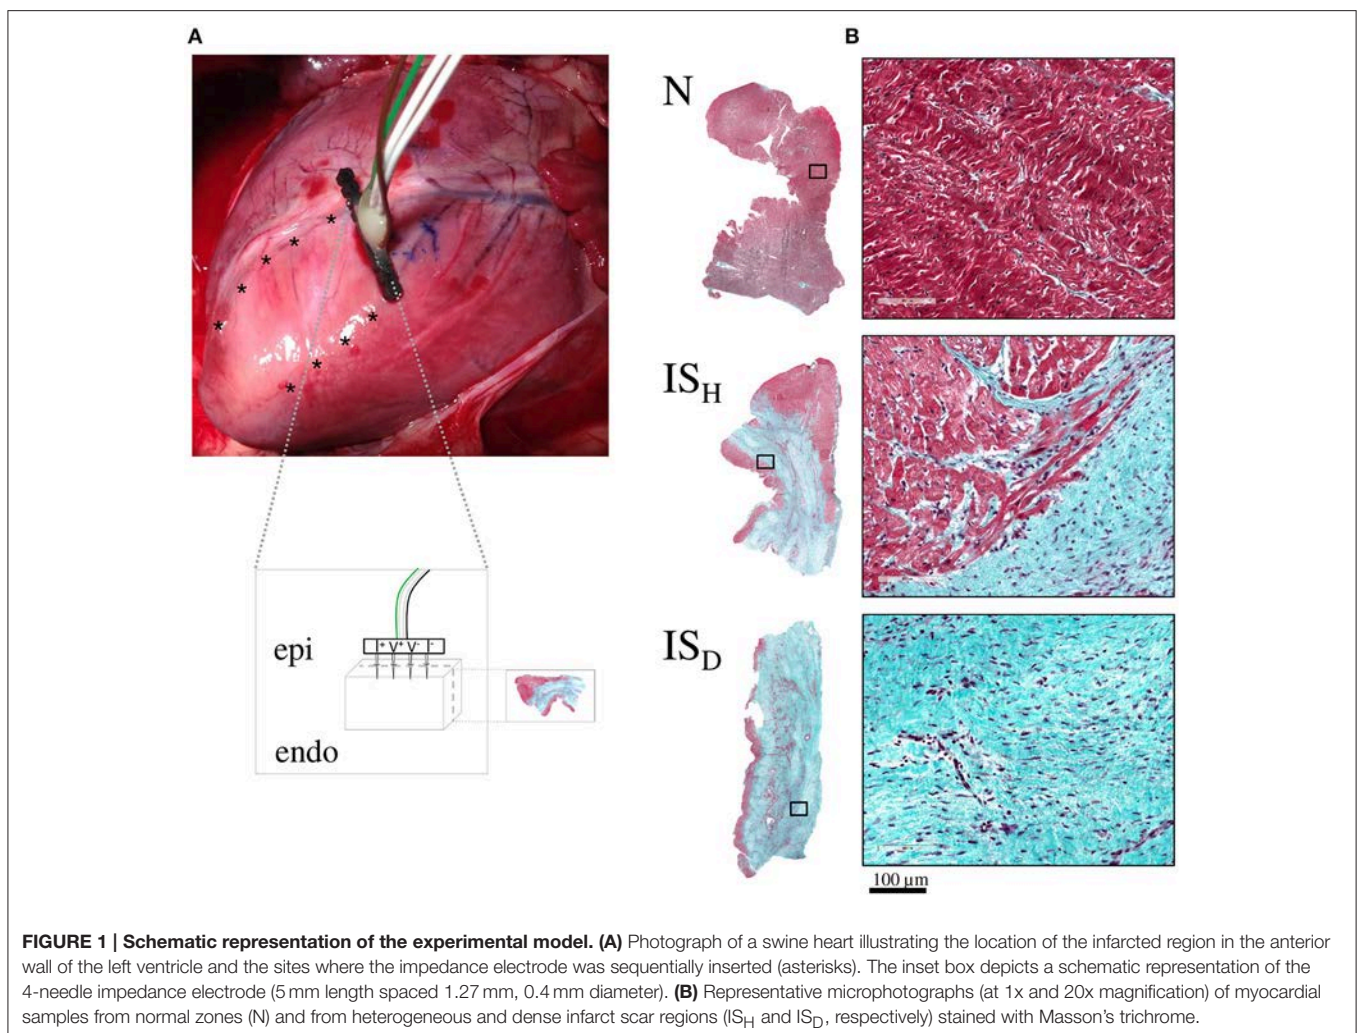 A
B
N
IS_H
IS_D
epi
+ V+ V- -
endo
100 µm
FIGURE 1 | Schematic representation of the experimental model. (A) Photograph of a swine heart illustrating the location of the infarcted region in the anterior
wall of the left ventricle and the sites where the impedance electrode was sequentially inserted (asterisks). The inset box depicts a schematic representation of the
4-needle impedance electrode (5 mm length spaced 1.27 mm, 0.4 mm diameter). (B) Representative microphotographs (at 1x and 20x magnification) of myocardial
samples from normal zones (N) and from heterogeneous and dense infarct scar regions (IS_H and IS_D, respectively) stained with Masson's trichrome.